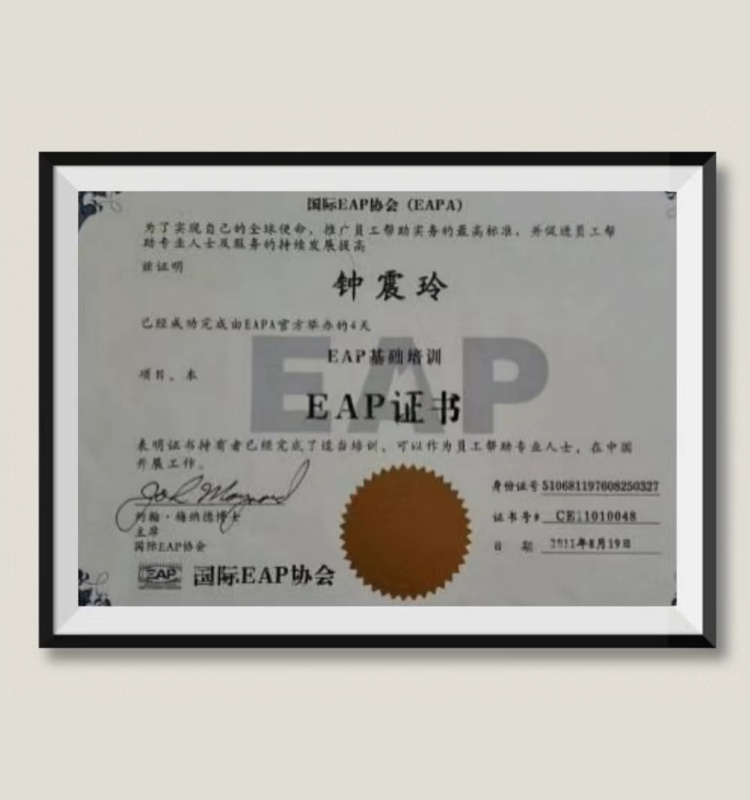 国际EAP协会（EAPA）
为了实现自己的全球使命，推广员工帮助实务的最高标准，并促进员工帮
助专业人士及服务的持续发展提高
兹证明
钟震玲
已经成功完成由EAPA官方举办的4天
EAP
EAP基础培训
项目。本
EAP证书
表明证书持有者已经完成了适当培训，可以作为员工帮助专业人士，在中国
开展工作。
约翰·梅纳德博士
主席
国际EAP协会
EAP 国际EAP协会
身份证号 510681197608250327
证书号# CE11010048
日 期 2011年8月19日